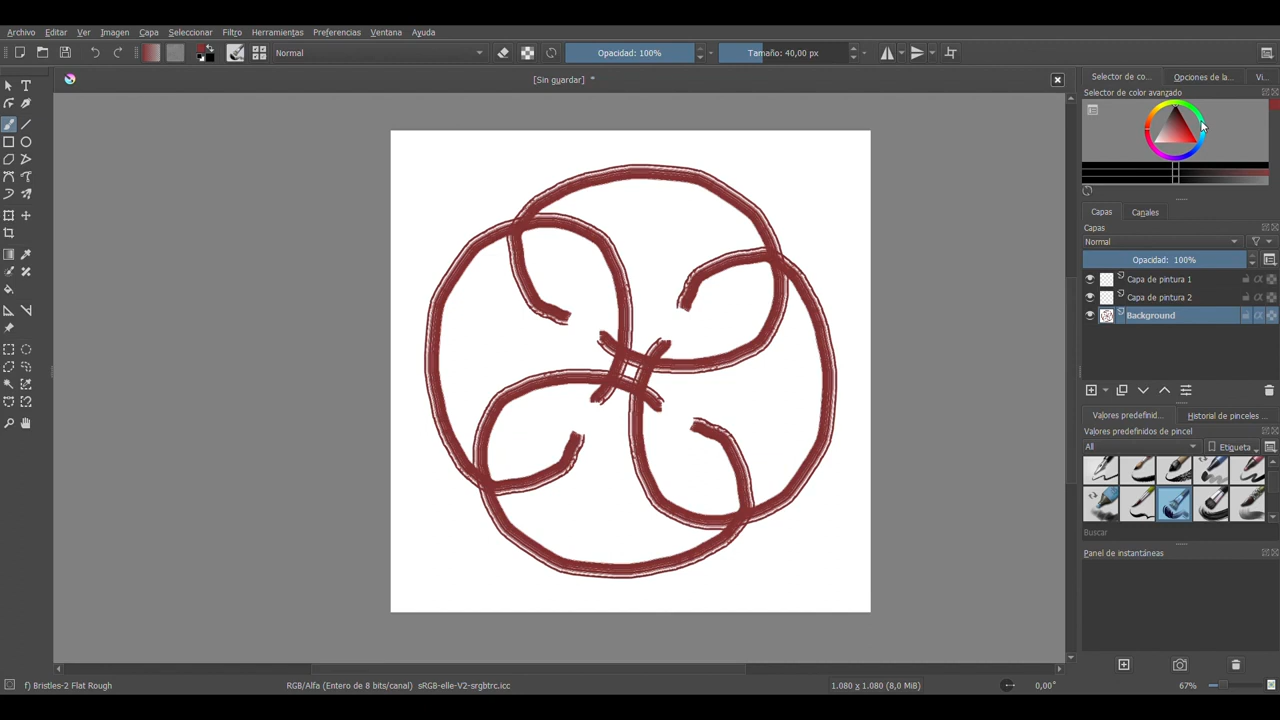 Archivo Editar Ver Imagen Capa Seleccionar Filtro Herramientas Preferencias Ventana Ayuda
Normal Opacidad: 100% Tamaño: 40,00 px
[Sin guardar] *
Selector de co... Opciones de la... Vi...
Selector de color avanzado
Capas Canales
Capas
Normal
Opacidad: 100%
Capa de pintura 1
Capa de pintura 2
Background
Valores predefinid... Historial de pinceles ...
Valores predefinidos de pincel
All Etiqueta
Buscar
Panel de instantáneas
f) Bristles-2 Flat Rough RGB/Alfa (Entero de 8 bits/canal) sRGB-elle-V2-srgbtrc.icc 1.080 x 1.080 (8,0 MiB) 0,00° 67%